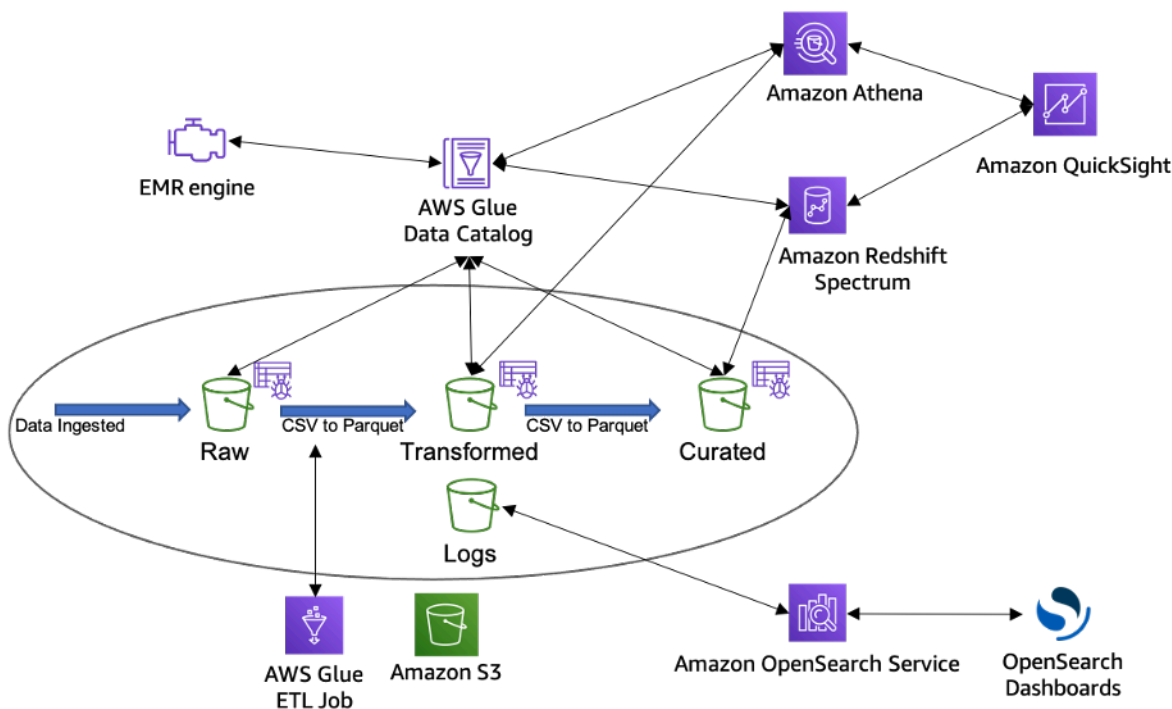 Amazon Athena
Amazon QuickSight
EMR engine
AWS Glue
Data Catalog
Amazon Redshift
Spectrum
Data Ingested
CSV to Parquet
CSV to Parquet
Raw
Transformed
Curated
Logs
AWS Glue
ETL Job
Amazon S3
Amazon OpenSearch Service
OpenSearch
Dashboards